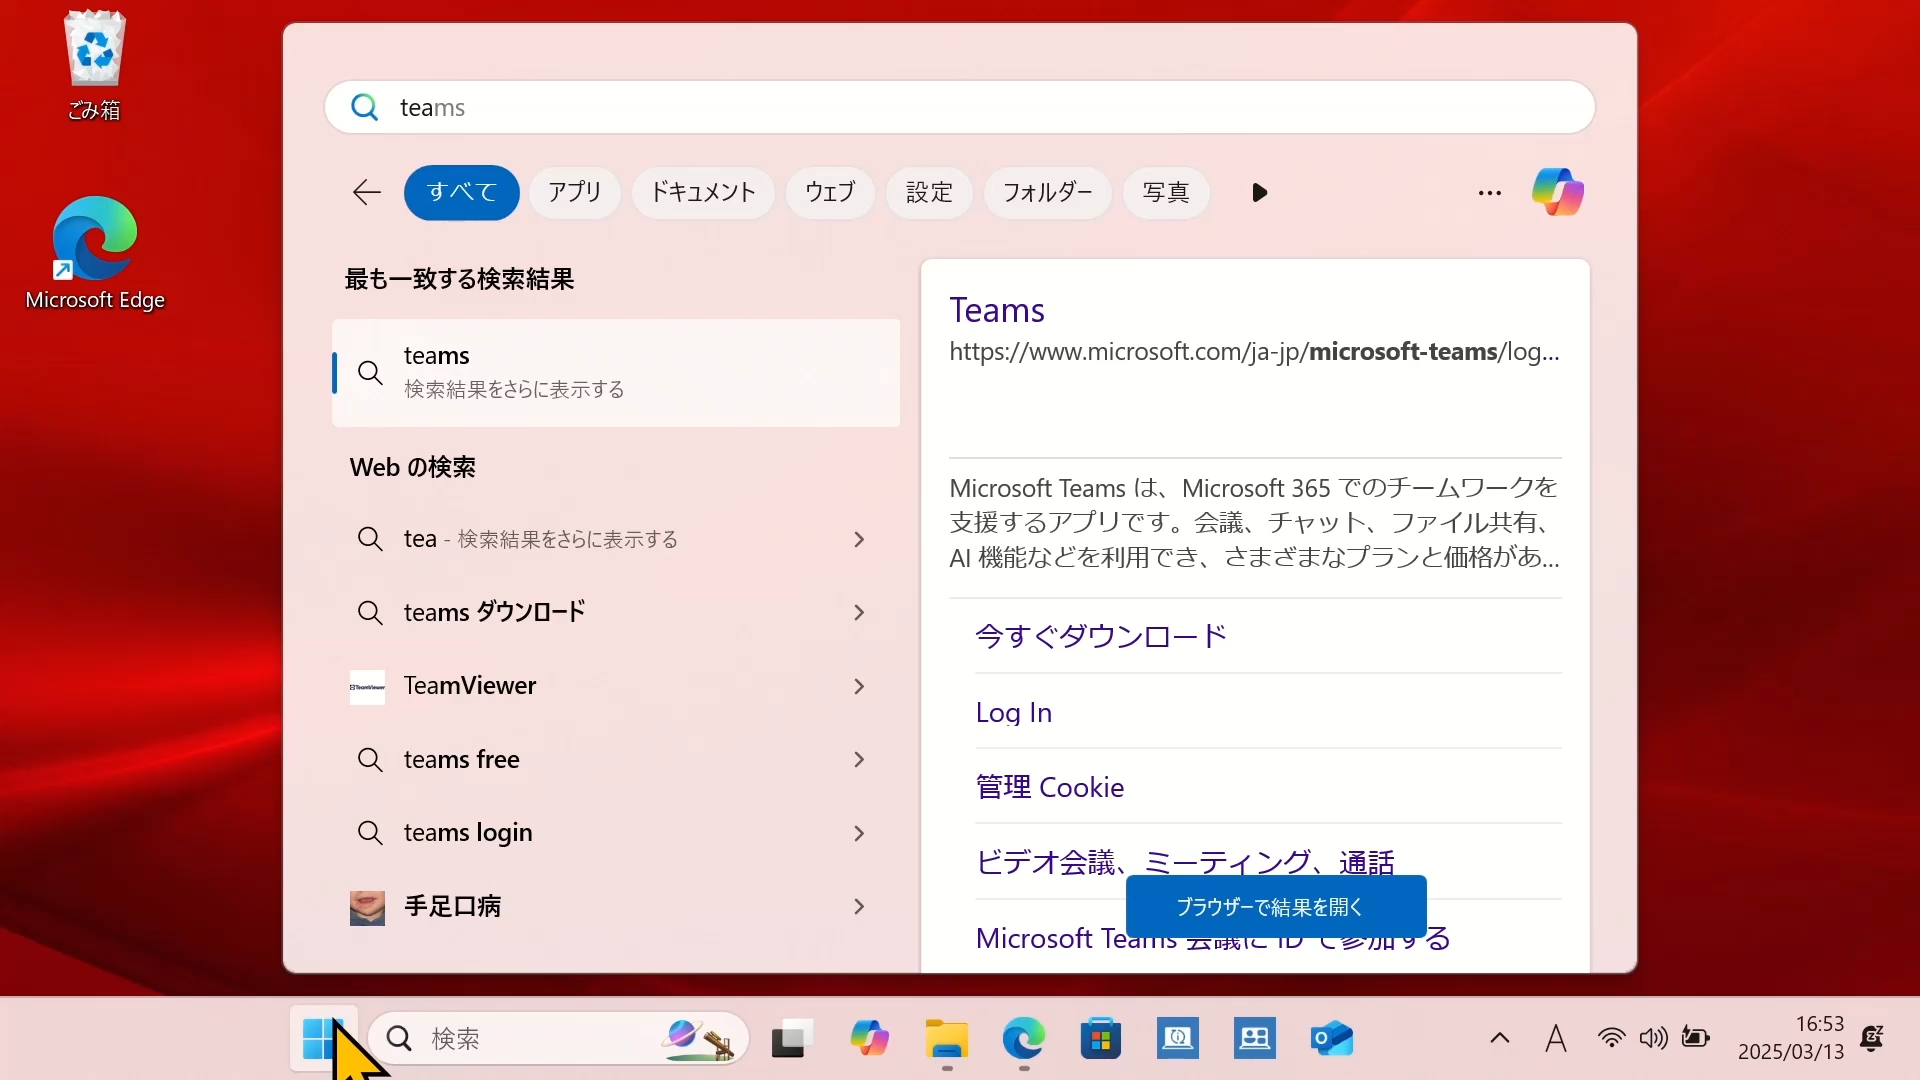 ごみ箱
Microsoft Edge
teams
すべて
アプリ
ドキュメント
ウェブ
設定
フォルダー
写真
最も一致する検索結果
teams
検索結果をさらに表示する
Web の検索
tea - 検索結果をさらに表示する
teams ダウンロード
TeamViewer
TeamViewer
teams free
teams login
手足口病
Teams
https://www.microsoft.com/ja-jp/microsoft-teams/log...
Microsoft Teams は、Microsoft 365 でのチームワークを
支援するアプリです。会議、チャット、ファイル共有、
AI 機能などを利用でき、さまざまなプランと価格があ...
今すぐダウンロード
Log In
管理 Cookie
ビデオ会議、ミーティング、通話
ブラウザーで結果を開く
Microsoft Teams 会議に ID で参加する
検索
A
16:53
2025/03/13